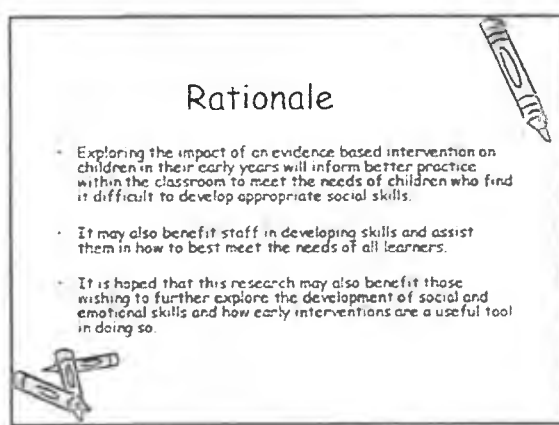 Rationale
· Exploring the impact of an evidence based intervention on
children in their early years will inform better practice
within the classroom to meet the needs of children who find
it difficult to develop appropriate social skills.
· It may also benefit staff in developing skills and assist
them in how to best meet the needs of all learners.
· It is hoped that this research may also benefit those
wishing to further explore the development of social and
emotional skills and how early interventions are a useful tool
in doing so.